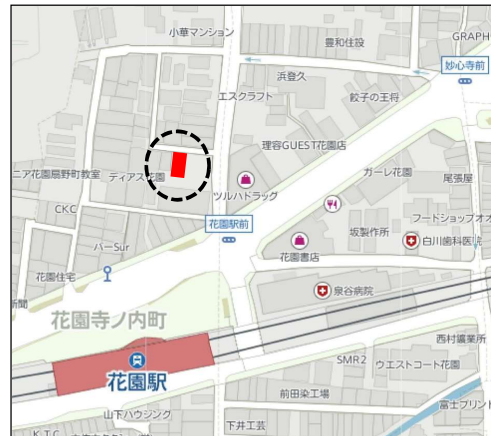 小華マンション
豊和住設
GRAPH
妙心寺前
浜登久
エスクラフト
餃子の王将
理容GUEST花園店
ニア花園扇野町教室
ディアス花園
ツルハドラッグ
ガーレ花園
尾張屋
CKC
花園駅前
フードショップオオ
坂製作所
白川歯科医院
バーSur
花園書店
花園住宅
泉谷病院
新聞
花園寺ノ内町
西村鑛業所
SMR2
ウエストコート花園
花園駅
前田染工場
富士プリント
山下ハウジング
下井工芸
K.T.C